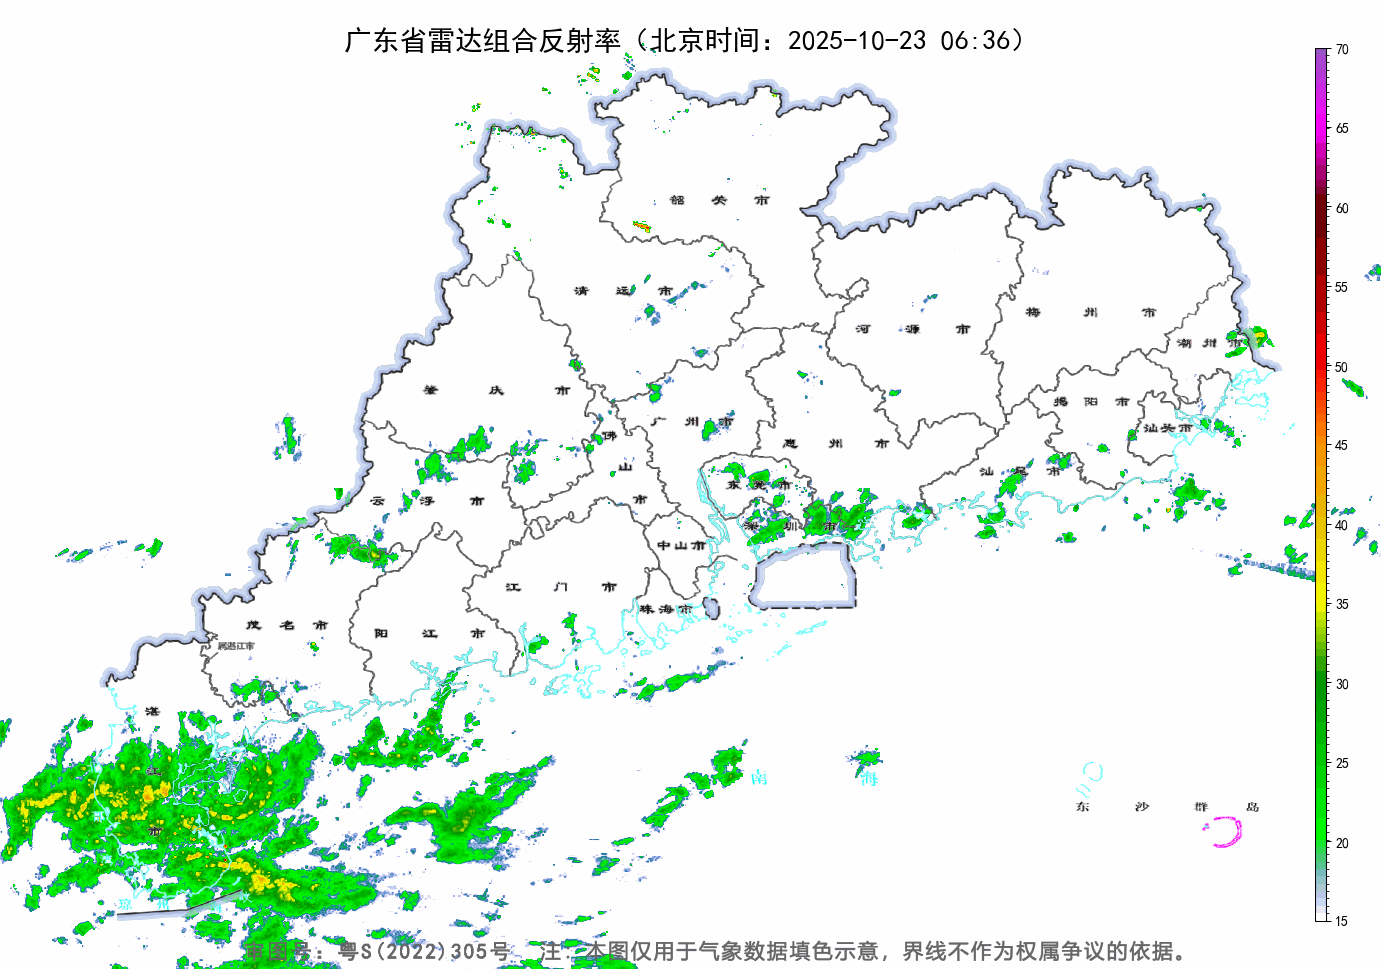 广东省雷达组合反射率（北京时间：2025-10-23 06:36）
70
65
60
55
50
45
40
35
30
25
20
15
韶关市
清远市
河源市
梅州市
潮州市
肇庆市
揭阳市
广州市
汕头市
佛山市
惠州市
汕尾市
云浮市
东莞市
深圳市
中山市
江门市
珠海市
茂名市
阳江市
属湛江市
湛江市
南海
东沙群岛
琼州
审图号：粤S(2022)305号 注：本图仅用于气象数据填色示意，界线不作为权属争议的依据。